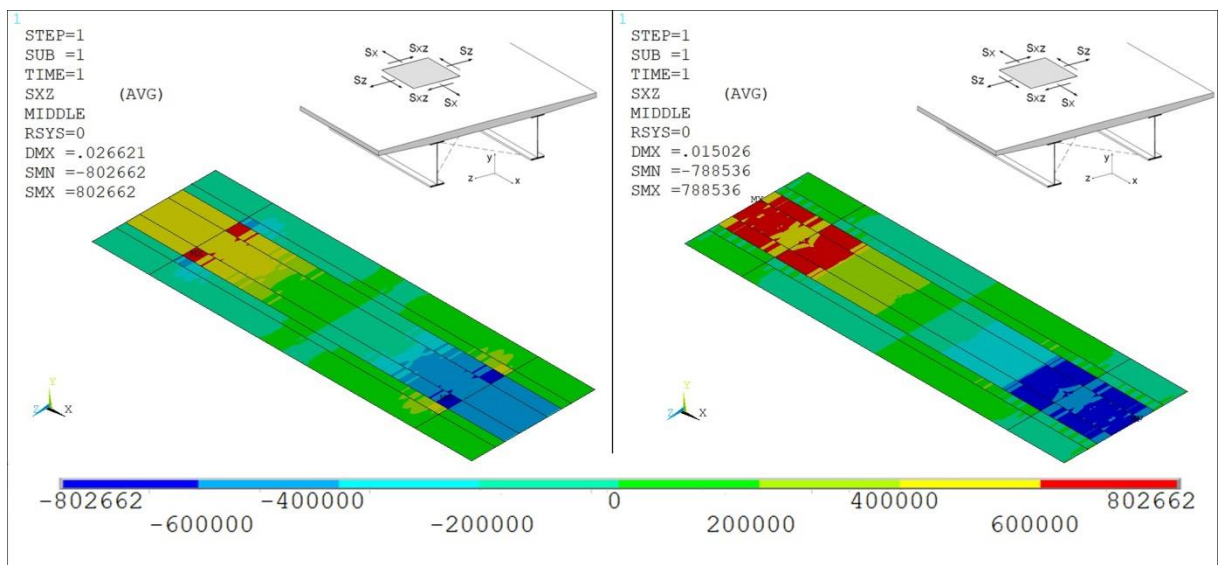 1
STEP=1
SUB =1
TIME=1
SXZ (AVG)
MIDDLE
RSYS=0
DMX =.026621
SMN =-802662
SMX =802662
Sx Sxz Sz
Sz Sxz Sx
y
z x
Y
Z X
1
STEP=1
SUB =1
TIME=1
SXZ (AVG)
MIDDLE
RSYS=0
DMX =.015026
SMN =-788536
SMX =788536
Sx Sxz Sz
Sz Sxz Sx
y
z x
MX
Y
Z X
-802662 -400000 0 400000 802662
-600000 -200000 200000 600000